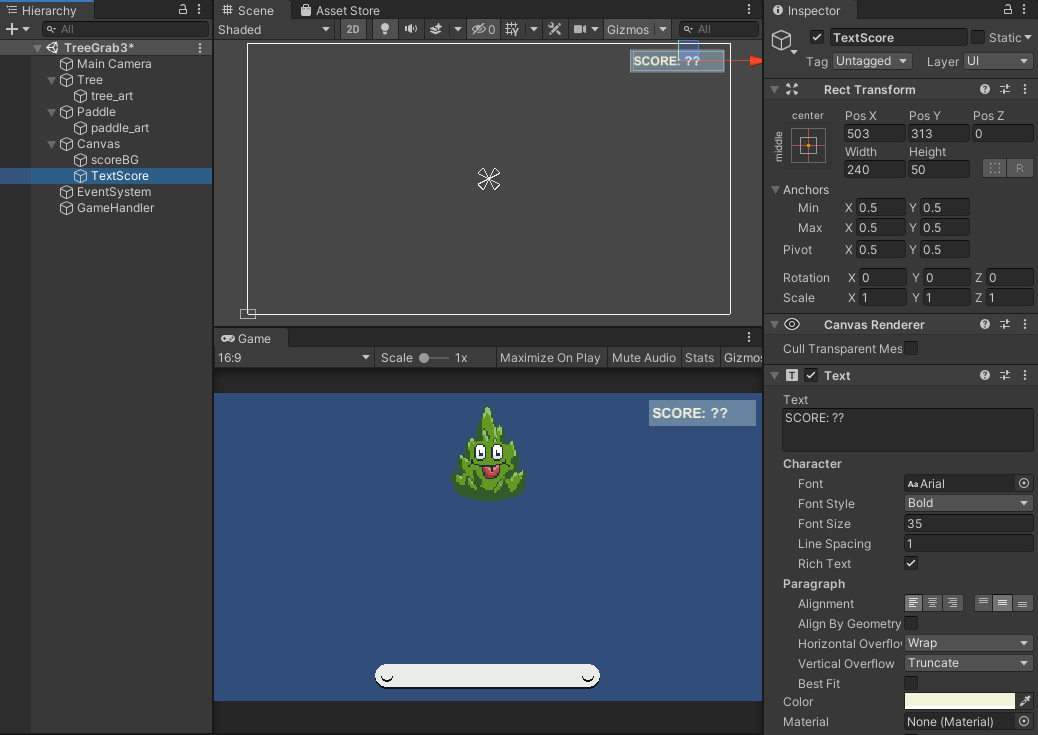 Hierarchy
All
TreeGrab3*
Main Camera
Tree
tree_art
Paddle
paddle_art
Canvas
scoreBG
TextScore
EventSystem
GameHandler
Scene Asset Store
Shaded 2D 0 Gizmos All
SCORE: ??
Game
16:9 Scale 1x Maximize On Play Mute Audio Stats Gizmos
SCORE: ??
Inspector
TextScore Static
Tag Untagged Layer UI
Rect Transform
center
middle
Pos X Pos Y Pos Z
503 313 0
Width Height
240 50 R
Anchors
Min X 0.5 Y 0.5
Max X 0.5 Y 0.5
Pivot X 0.5 Y 0.5
Rotation X 0 Y 0 Z 0
Scale X 1 Y 1 Z 1
Canvas Renderer
Cull Transparent Mes
T Text
Text
SCORE: ??
Character
Font Aa Arial
Font Style Bold
Font Size 35
Line Spacing 1
Rich Text
Paragraph
Alignment
Align By Geometry
Horizontal Overflo Wrap
Vertical Overflow Truncate
Best Fit
Color
Material None (Material)